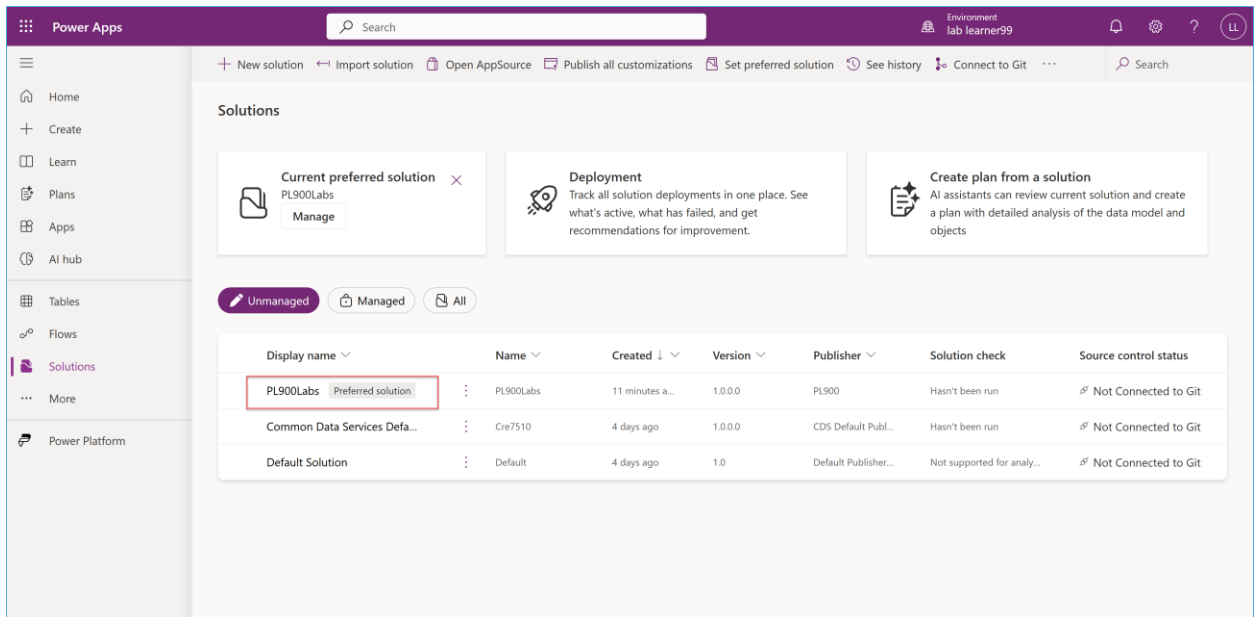 Power Apps
Search
Environment
lab learner99
?
LL
New solution
Import solution
Open AppSource
Publish all customizations
Set preferred solution
See history
Connect to Git
...
Search
Home
Create
Learn
Plans
Apps
AI hub
Tables
Flows
Solutions
More
Power Platform
Solutions
Current preferred solution
PL900Labs
Manage
Deployment
Track all solution deployments in one place. See
what's active, what has failed, and get
recommendations for improvement.
Create plan from a solution
AI assistants can review current solution and create
a plan with detailed analysis of the data model and
objects
Unmanaged
Managed
All
Display name Name Created ↓ Version Publisher Solution check Source control status
PL900Labs Preferred solution PL900Labs 11 minutes a... 1.0.0.0 PL900 Hasn't been run Not Connected to Git
Common Data Services Defa... Cre7510 4 days ago 1.0.0.0 CDS Default Publ... Hasn't been run Not Connected to Git
Default Solution Default 4 days ago 1.0 Default Publisher... Not supported for analy... Not Connected to Git